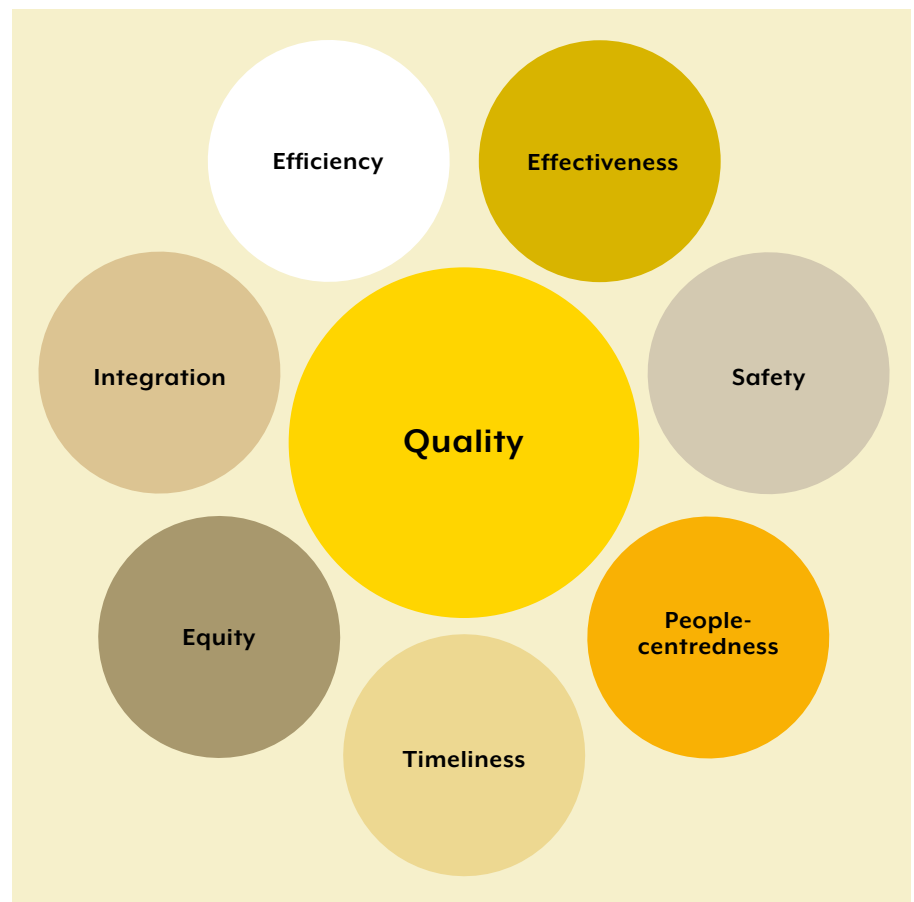 Efficiency
Effectiveness
Integration
Safety
Quality
Equity
People-
centredness
Timeliness